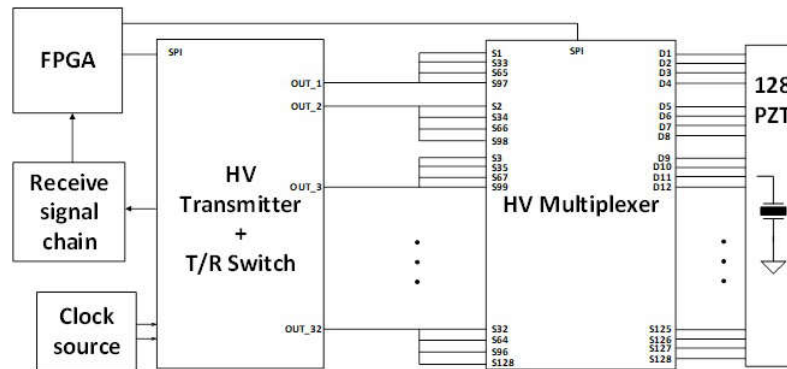 FPGA
SPI
SPI
OUT_1
OUT_2
OUT_3
OUT_32
HV
Transmitter
+
T/R Switch
Receive
signal
chain
Clock
source
S1
S33
S65
S97
S2
S34
S66
S98
S3
S35
S67
S99
S32
S64
S96
S128
HV Multiplexer
D1
D2
D3
D4
D5
D6
D7
D8
D9
D10
D11
D12
S125
S126
S127
S128
128
PZT